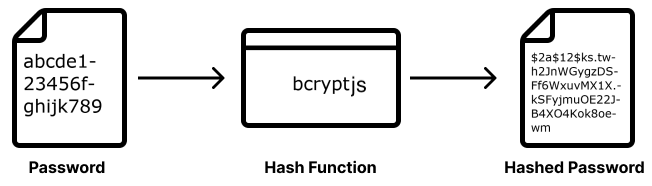 abcde1-
23456f-
ghijk789
bcryptjs
$2a$12$ks.tw-
h2JnWGygzDS-
Ff6WxuvMX1X.-
kSFyjmuOE22J-
B4XO4Kok8oe-
wm
Password
Hash Function
Hashed Password